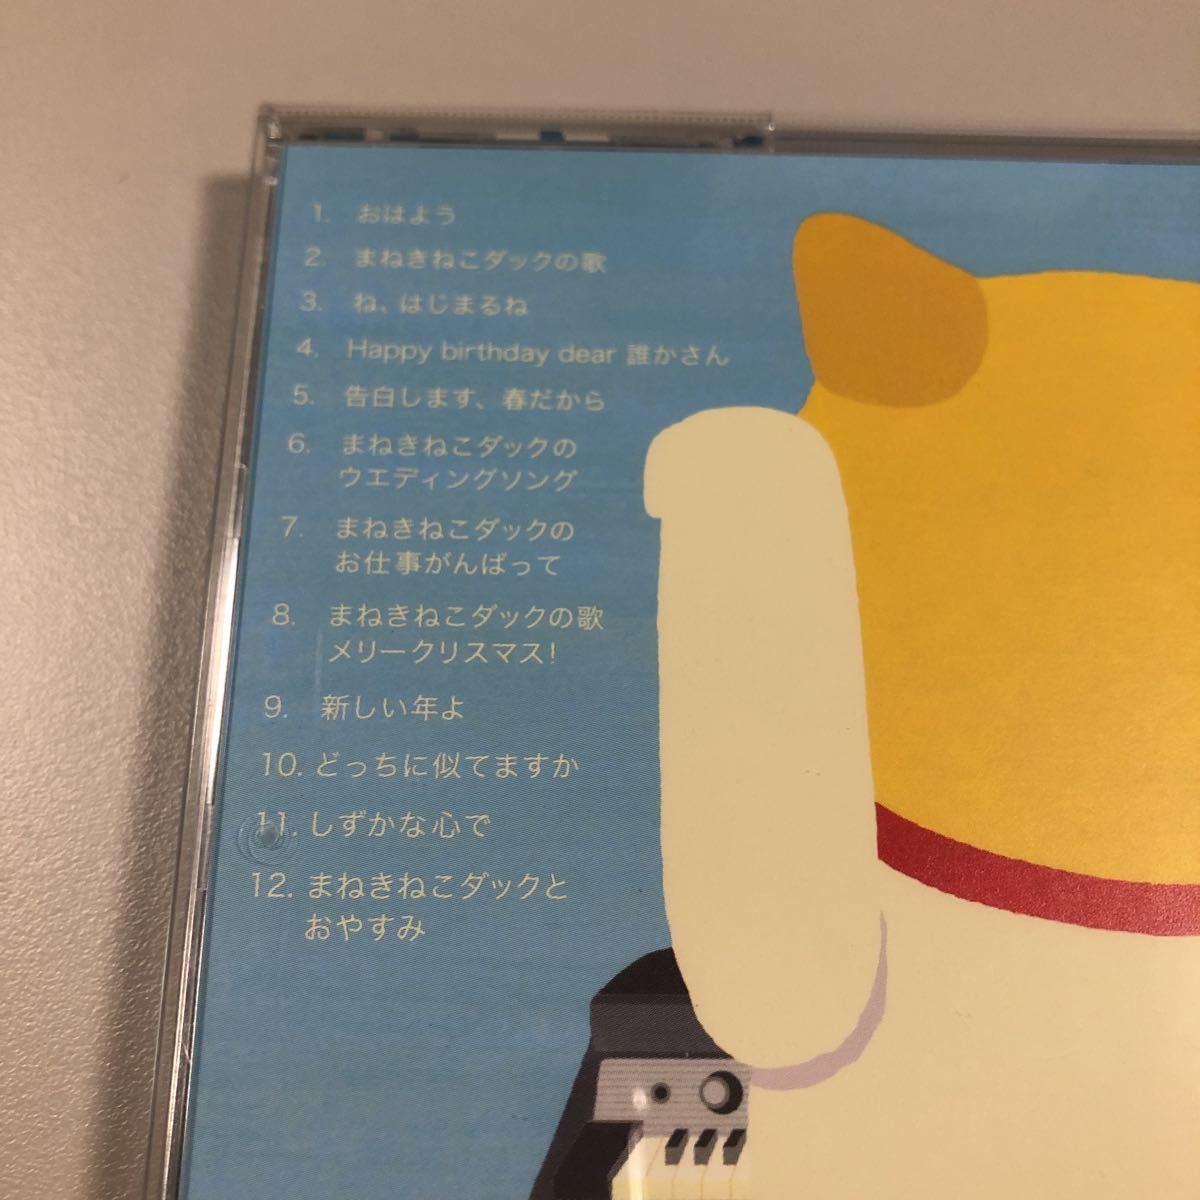 1. おはよう
2. まねきねこダックの歌
3. ね、はじまるね
4. Happy birthday dear 誰かさん
5. 告白します、春だから
6. まねきねこダックの
ウエディングソング
7. まねきねこダックの
お仕事がんばって
8. まねきねこダックの歌
メリークリスマス!
9. 新しい年よ
10. どっちに似てますか
11. しずかな心で
12. まねきねこダックと
おやすみ